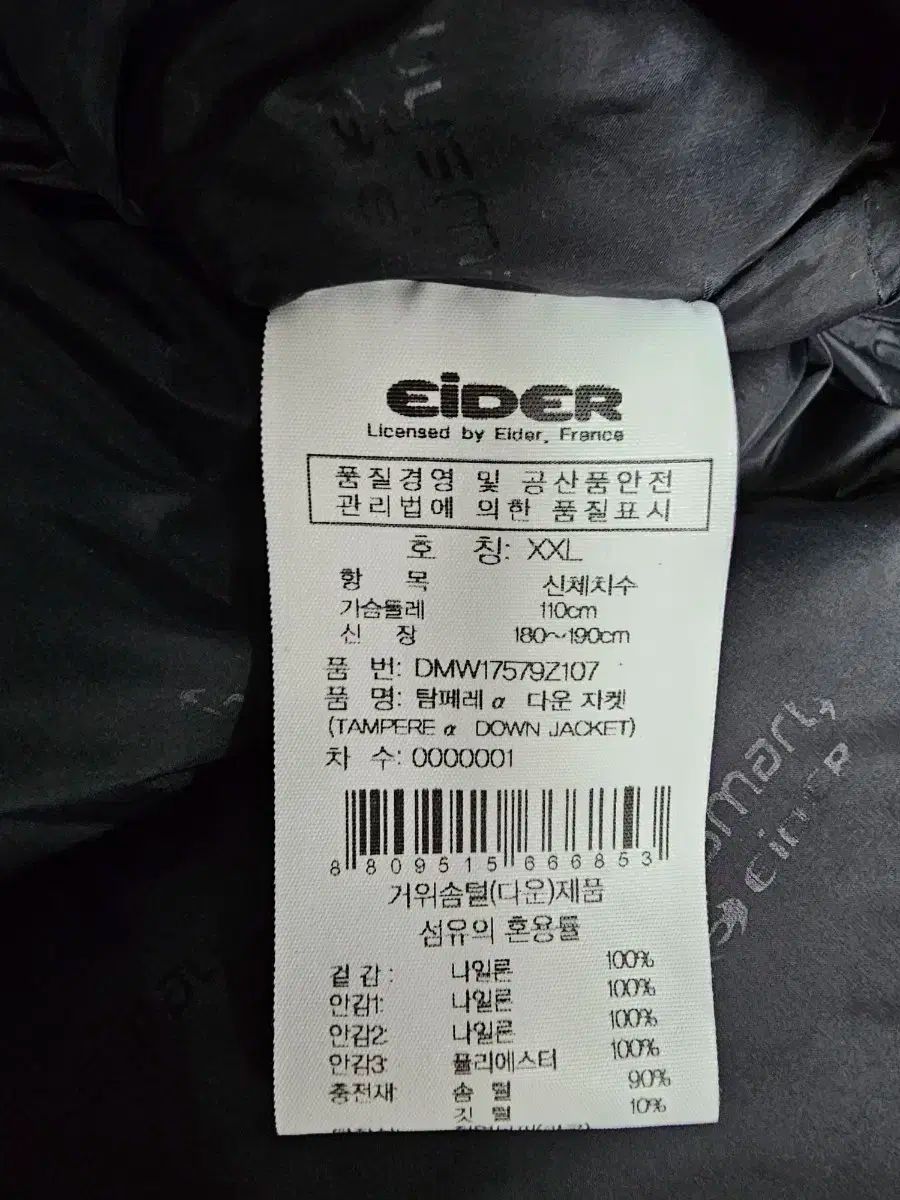 EiDER
Licensed by Eider, France
품질경영 및 공산품안전
관리법에 의한 품질표시
호 칭: XXL
항 목 신체치수
가슴둘레 110cm
신 장 180~190cm
품 번: DMW17579Z107
품 명: 탐페레 α 다운 자켓
(TAMPERE α DOWN JACKET)
차 수: 0000001
8 809515 666853
거위솜털(다운)제품
섬유의 혼용률
겉감: 나일론 100%
안감1: 나일론 100%
안감2: 나일론 100%
안감3: 폴리에스터 100%
충전재: 솜 털 90%
깃 털 10%
smart,
EiDER